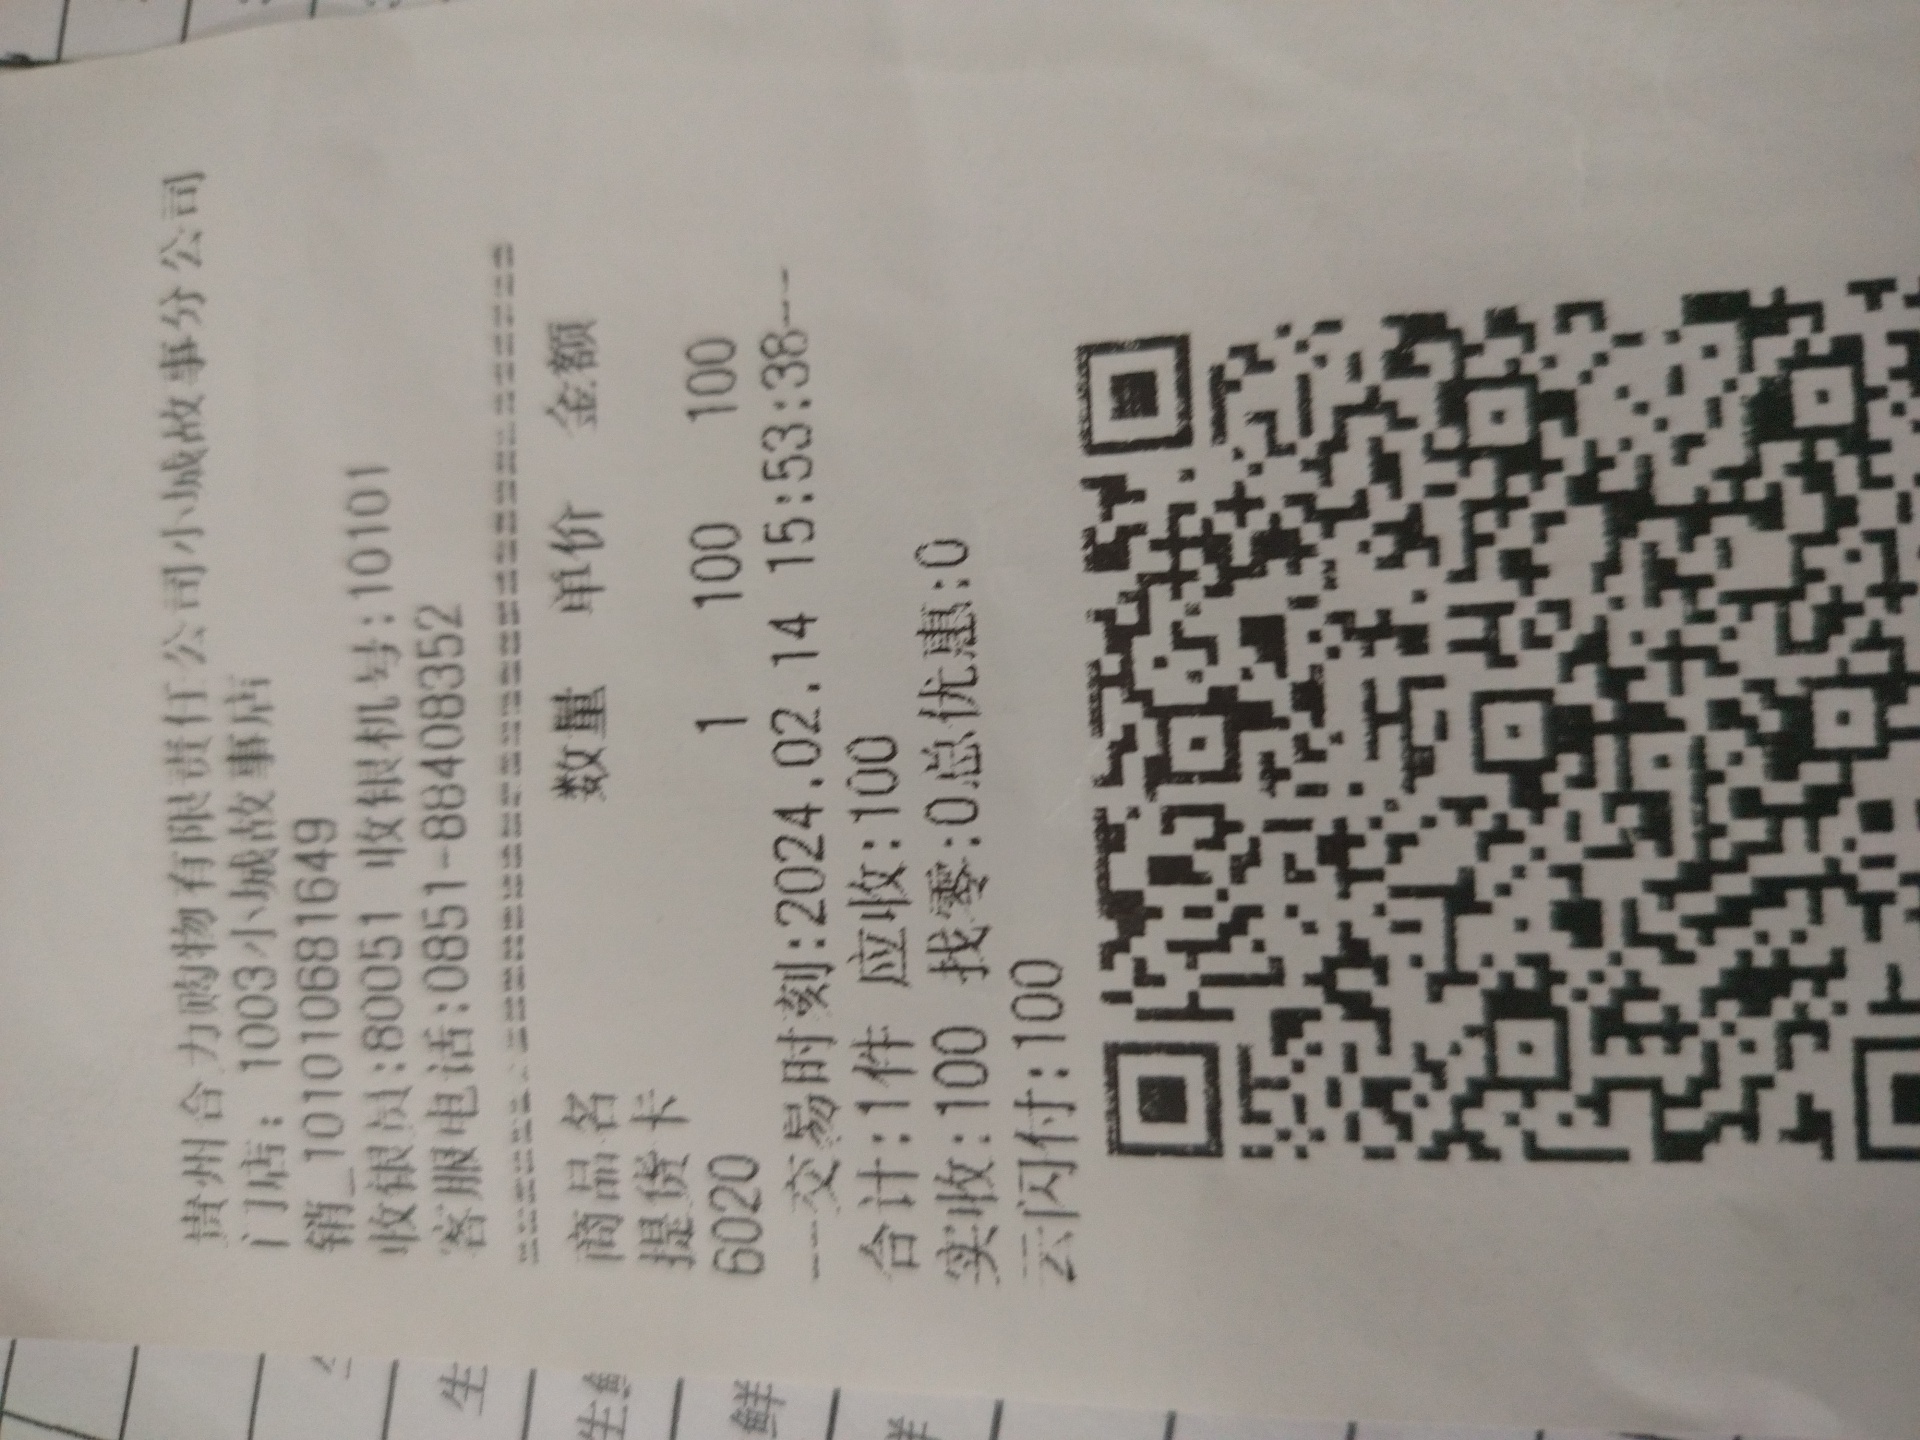 贵州合力购物有限责任公司小城故事分公司
门店: 1003小城故事店
销_101010681649
收银员:80051 收银机号:10101
客服电话:0851-88408352
商品名 数量 单价 金额
提货卡
6020 1 100 100
---交易时刻:2024.02.14 15:53:38---
合计:1件 应收:100
实收:100 找零:0总优惠:0
云闪付:100
生
生鲜
鲜